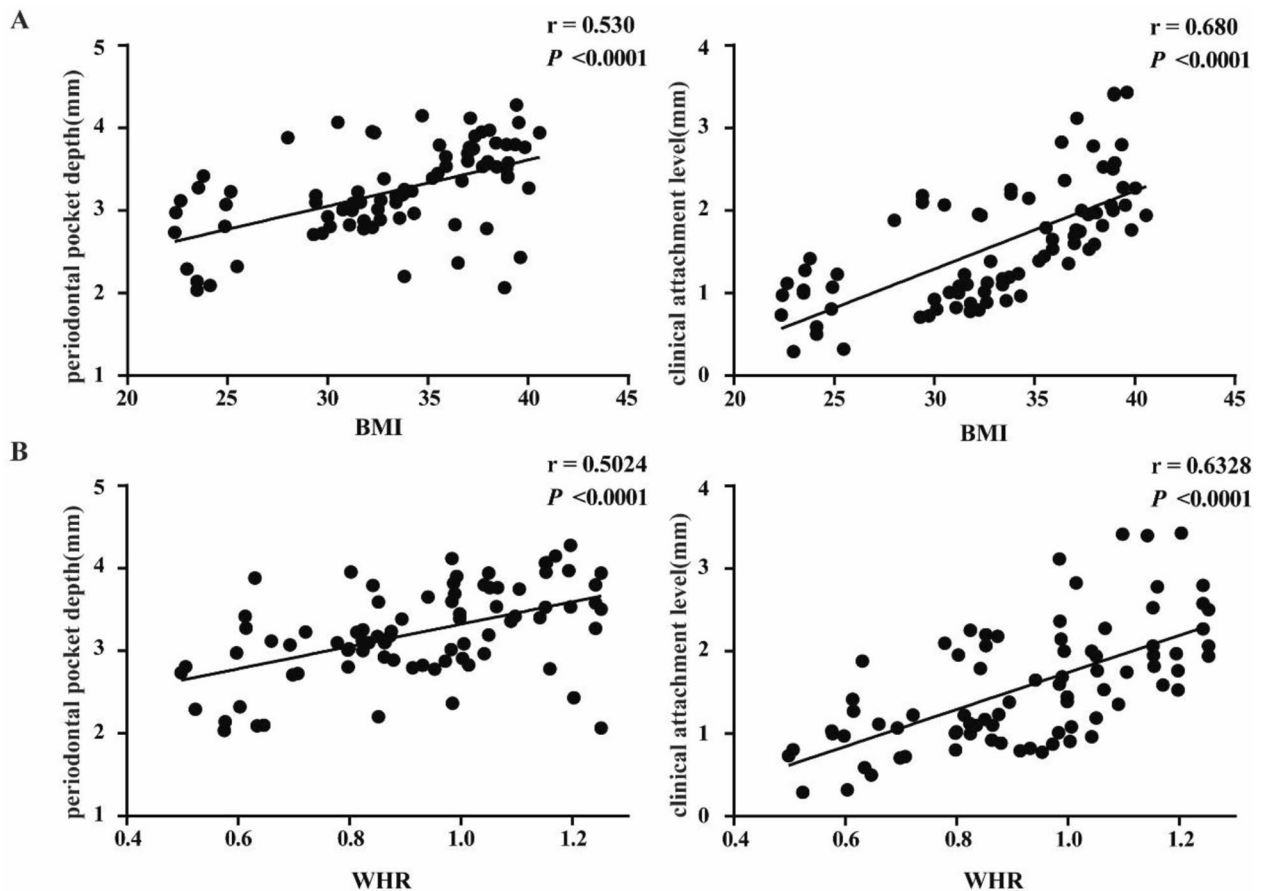 A
r = 0.530
P <0.0001
periodontal pocket depth(mm)
5
4
3
2
1
20 25 30 35 40 45
BMI
r = 0.680
P <0.0001
clinical attachment level(mm)
4
3
2
1
0
20 25 30 35 40 45
BMI
B
r = 0.5024
P <0.0001
periodontal pocket depth(mm)
5
4
3
2
1
0.4 0.6 0.8 1.0 1.2
WHR
r = 0.6328
P <0.0001
clinical attachment level(mm)
4
3
2
1
0
0.4 0.6 0.8 1.0 1.2
WHR